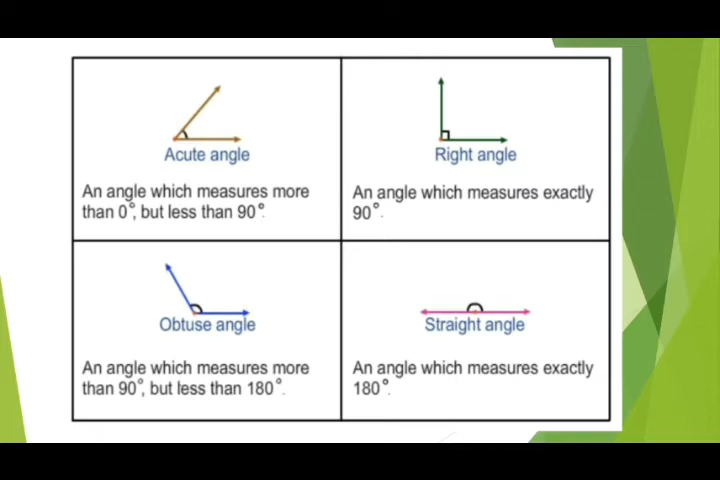 Acute angle
An angle which measures more
than 0°, but less than 90°.
Right angle
An angle which measures exactly
90°.
Obtuse angle
An angle which measures more
than 90°, but less than 180°.
Straight angle
An angle which measures exactly
180°.